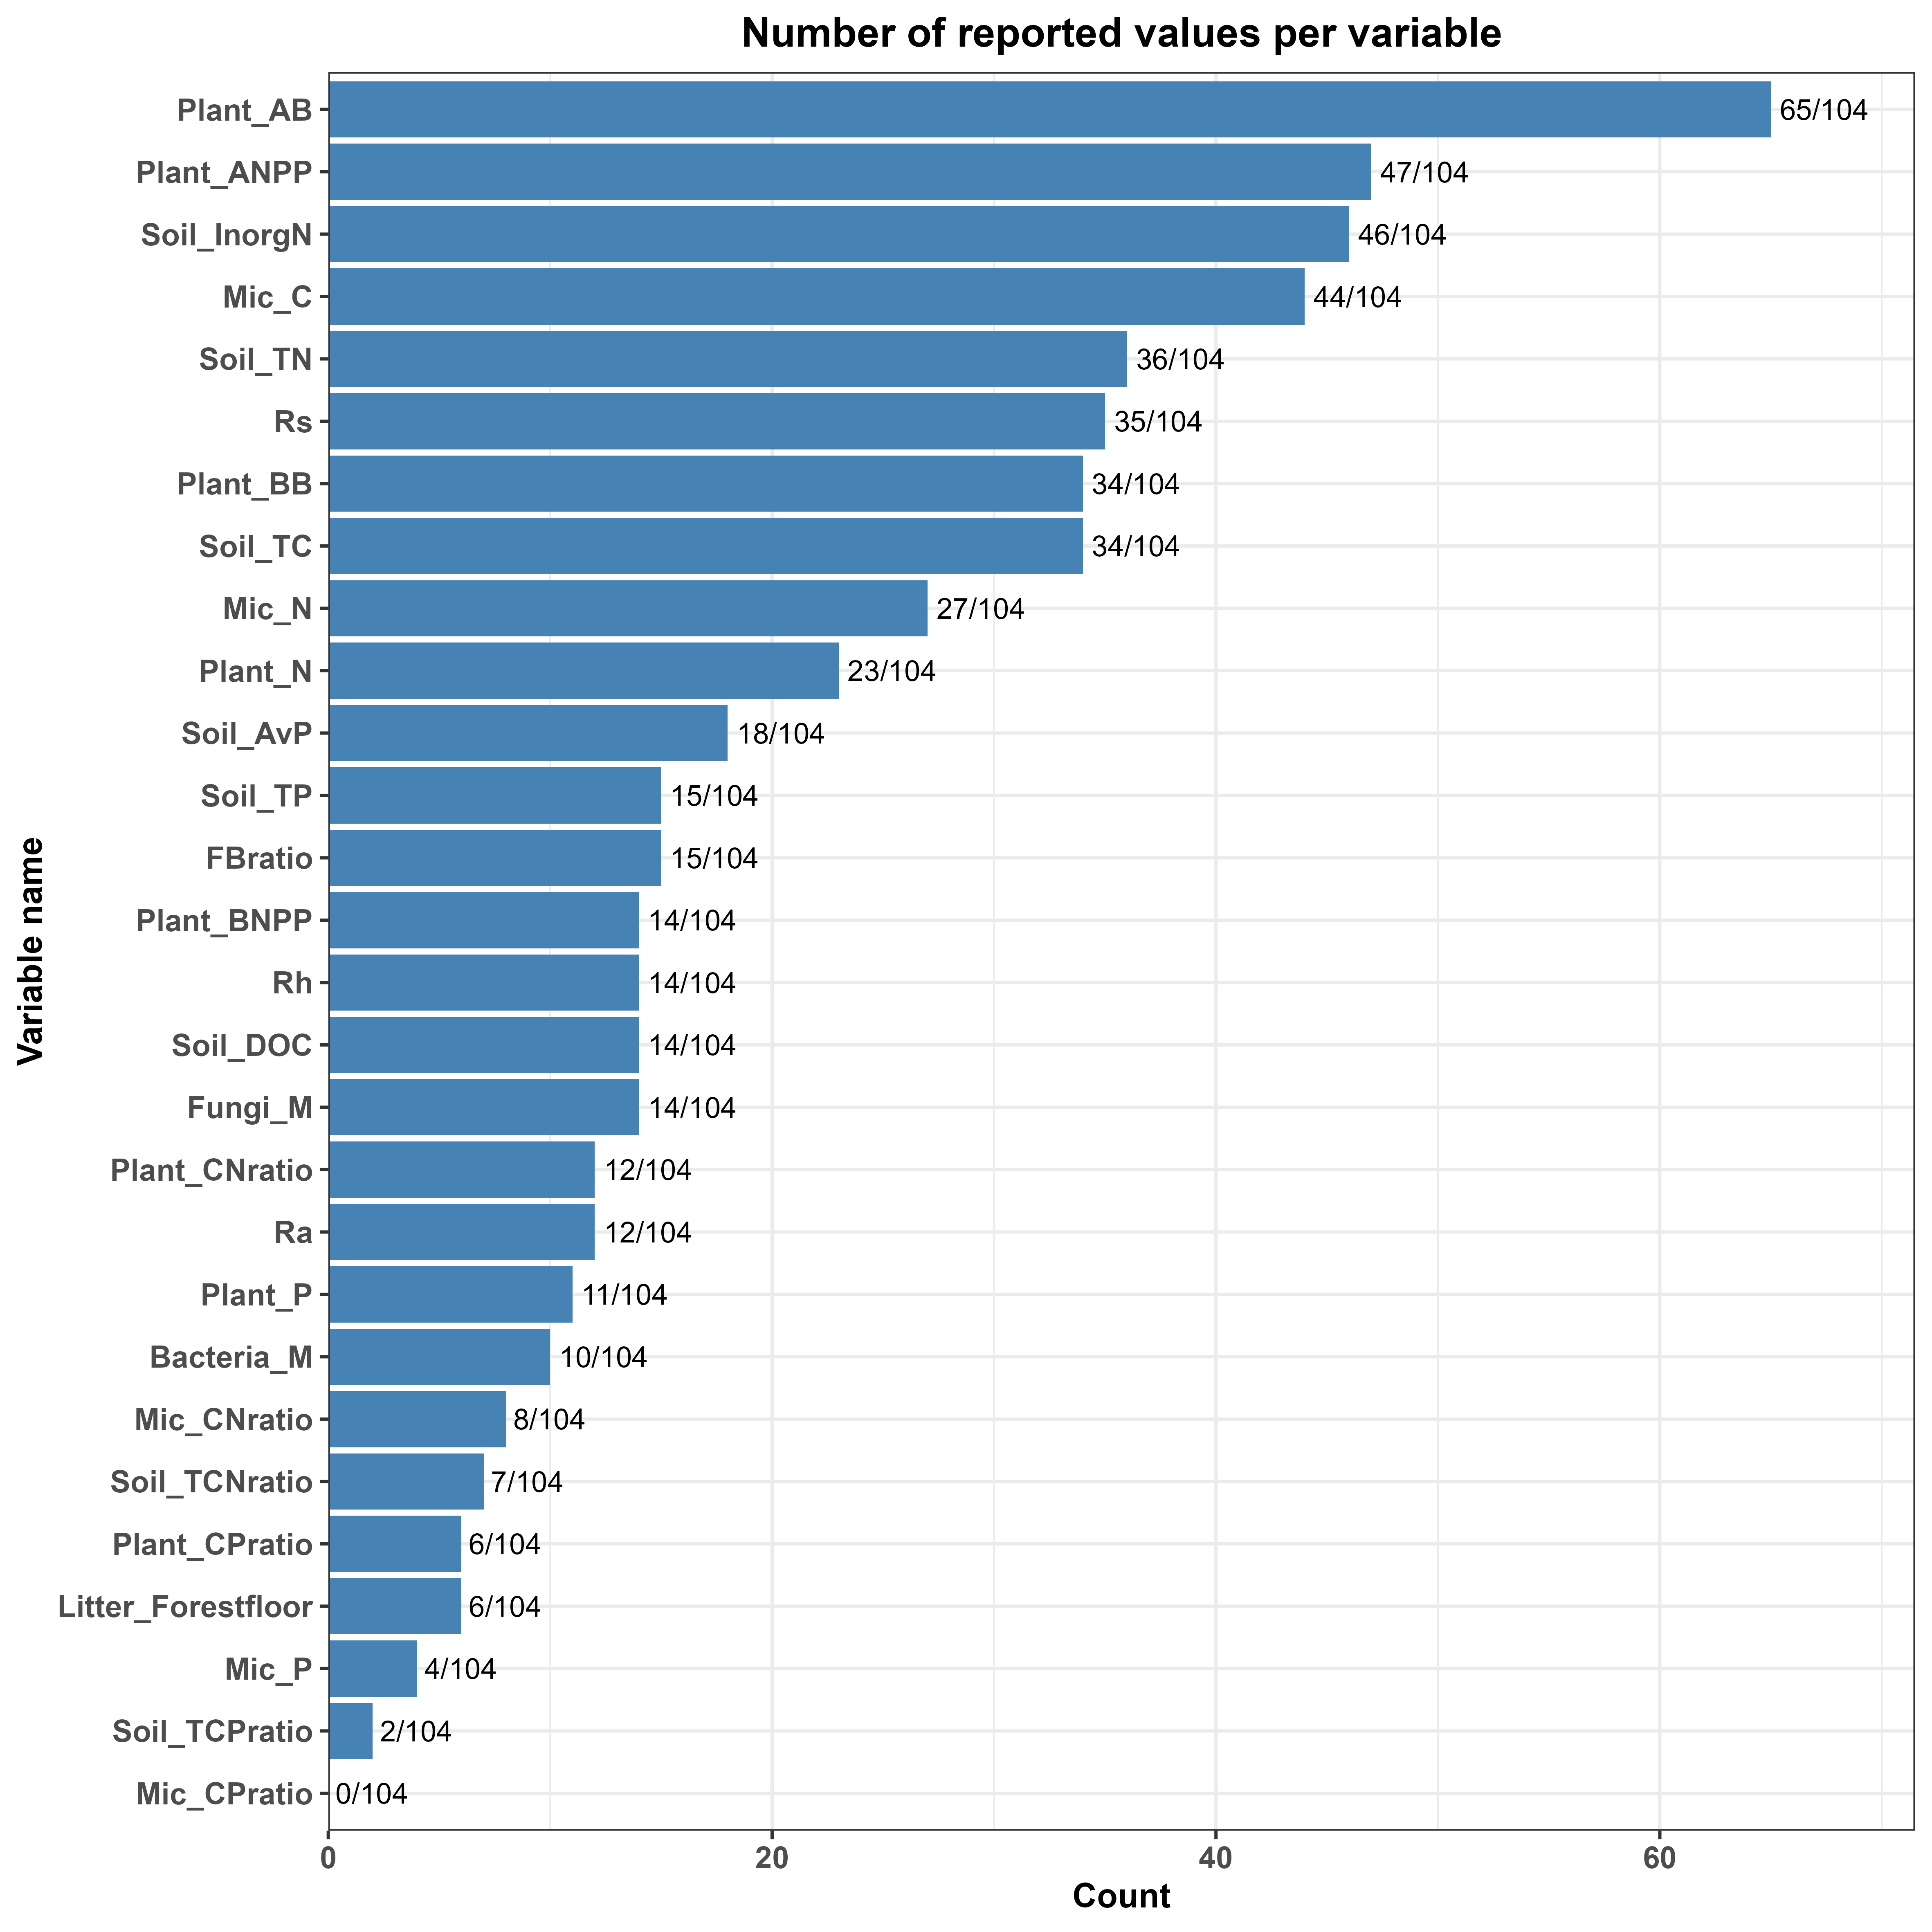 Number of reported values per variable
Plant_AB 65/104
Plant_ANPP 47/104
Soil_InorgN 46/104
Mic_C 44/104
Soil_TN 36/104
Rs 35/104
Plant_BB 34/104
Soil_TC 34/104
Mic_N 27/104
Plant_N 23/104
Soil_AvP 18/104
Soil_TP 15/104
FBratio 15/104
Plant_BNPP 14/104
Rh 14/104
Soil_DOC 14/104
Fungi_M 14/104
Plant_CNratio 12/104
Ra 12/104
Plant_P 11/104
Bacteria_M 10/104
Mic_CNratio 8/104
Soil_TCNratio 7/104
Plant_CPratio 6/104
Litter_Forestfloor 6/104
Mic_P 4/104
Soil_TCPratio 2/104
Mic_CPratio 0/104
0 20 40 60
Count
Variable name